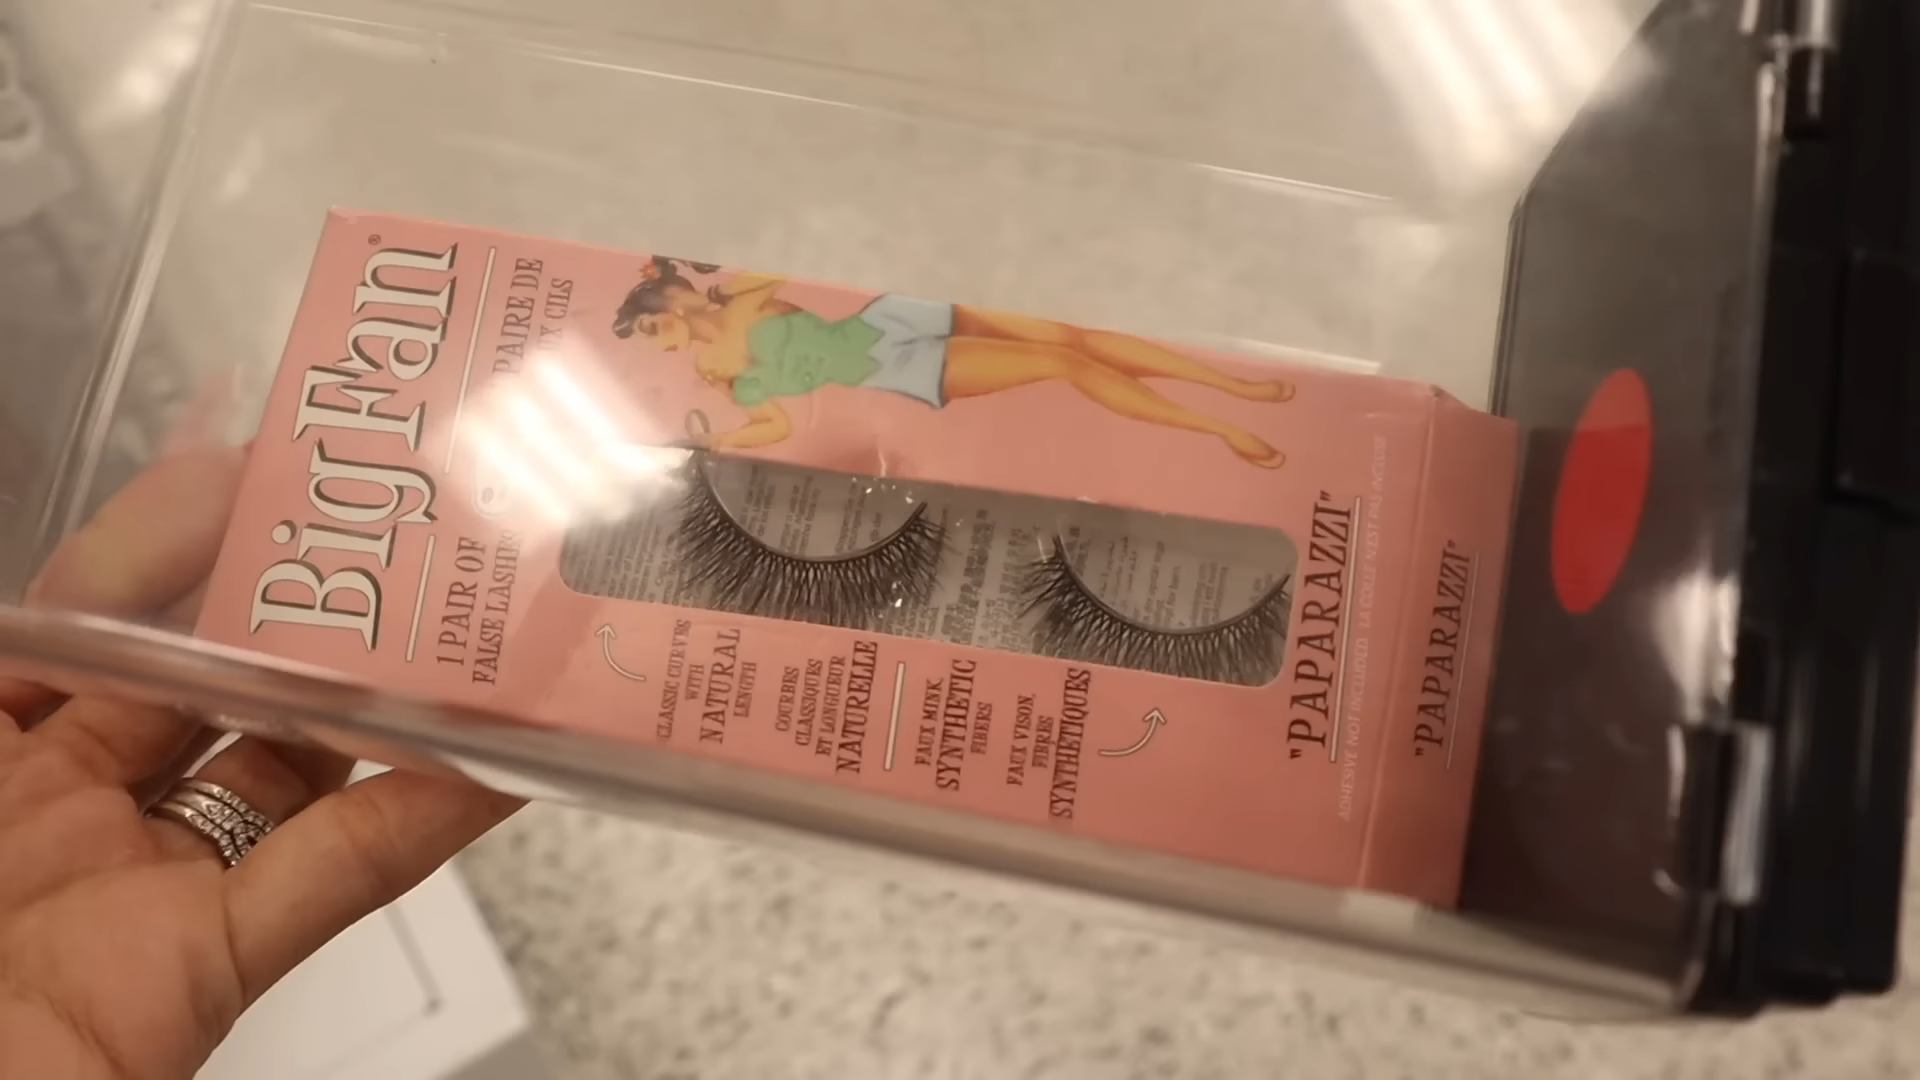 Big Fan®
1 PAIR OF
FALSE LASHES
PAIRE DE
CILS
CLASSIC CURVES
WITH
NATURAL
LENGTH
COURBES
CLASSIQUES
ET LONGUEUR
NATURELLE
FAUX MINK,
SYNTHETIC
FIBERS
FAUX VISON,
FIBRES
SYNTHÉTIQUES
"PAPARAZZI"
ADHESIVE NOT INCLUDED LA COLLE N'EST PAS INCLUSE
"PAPARAZZI"